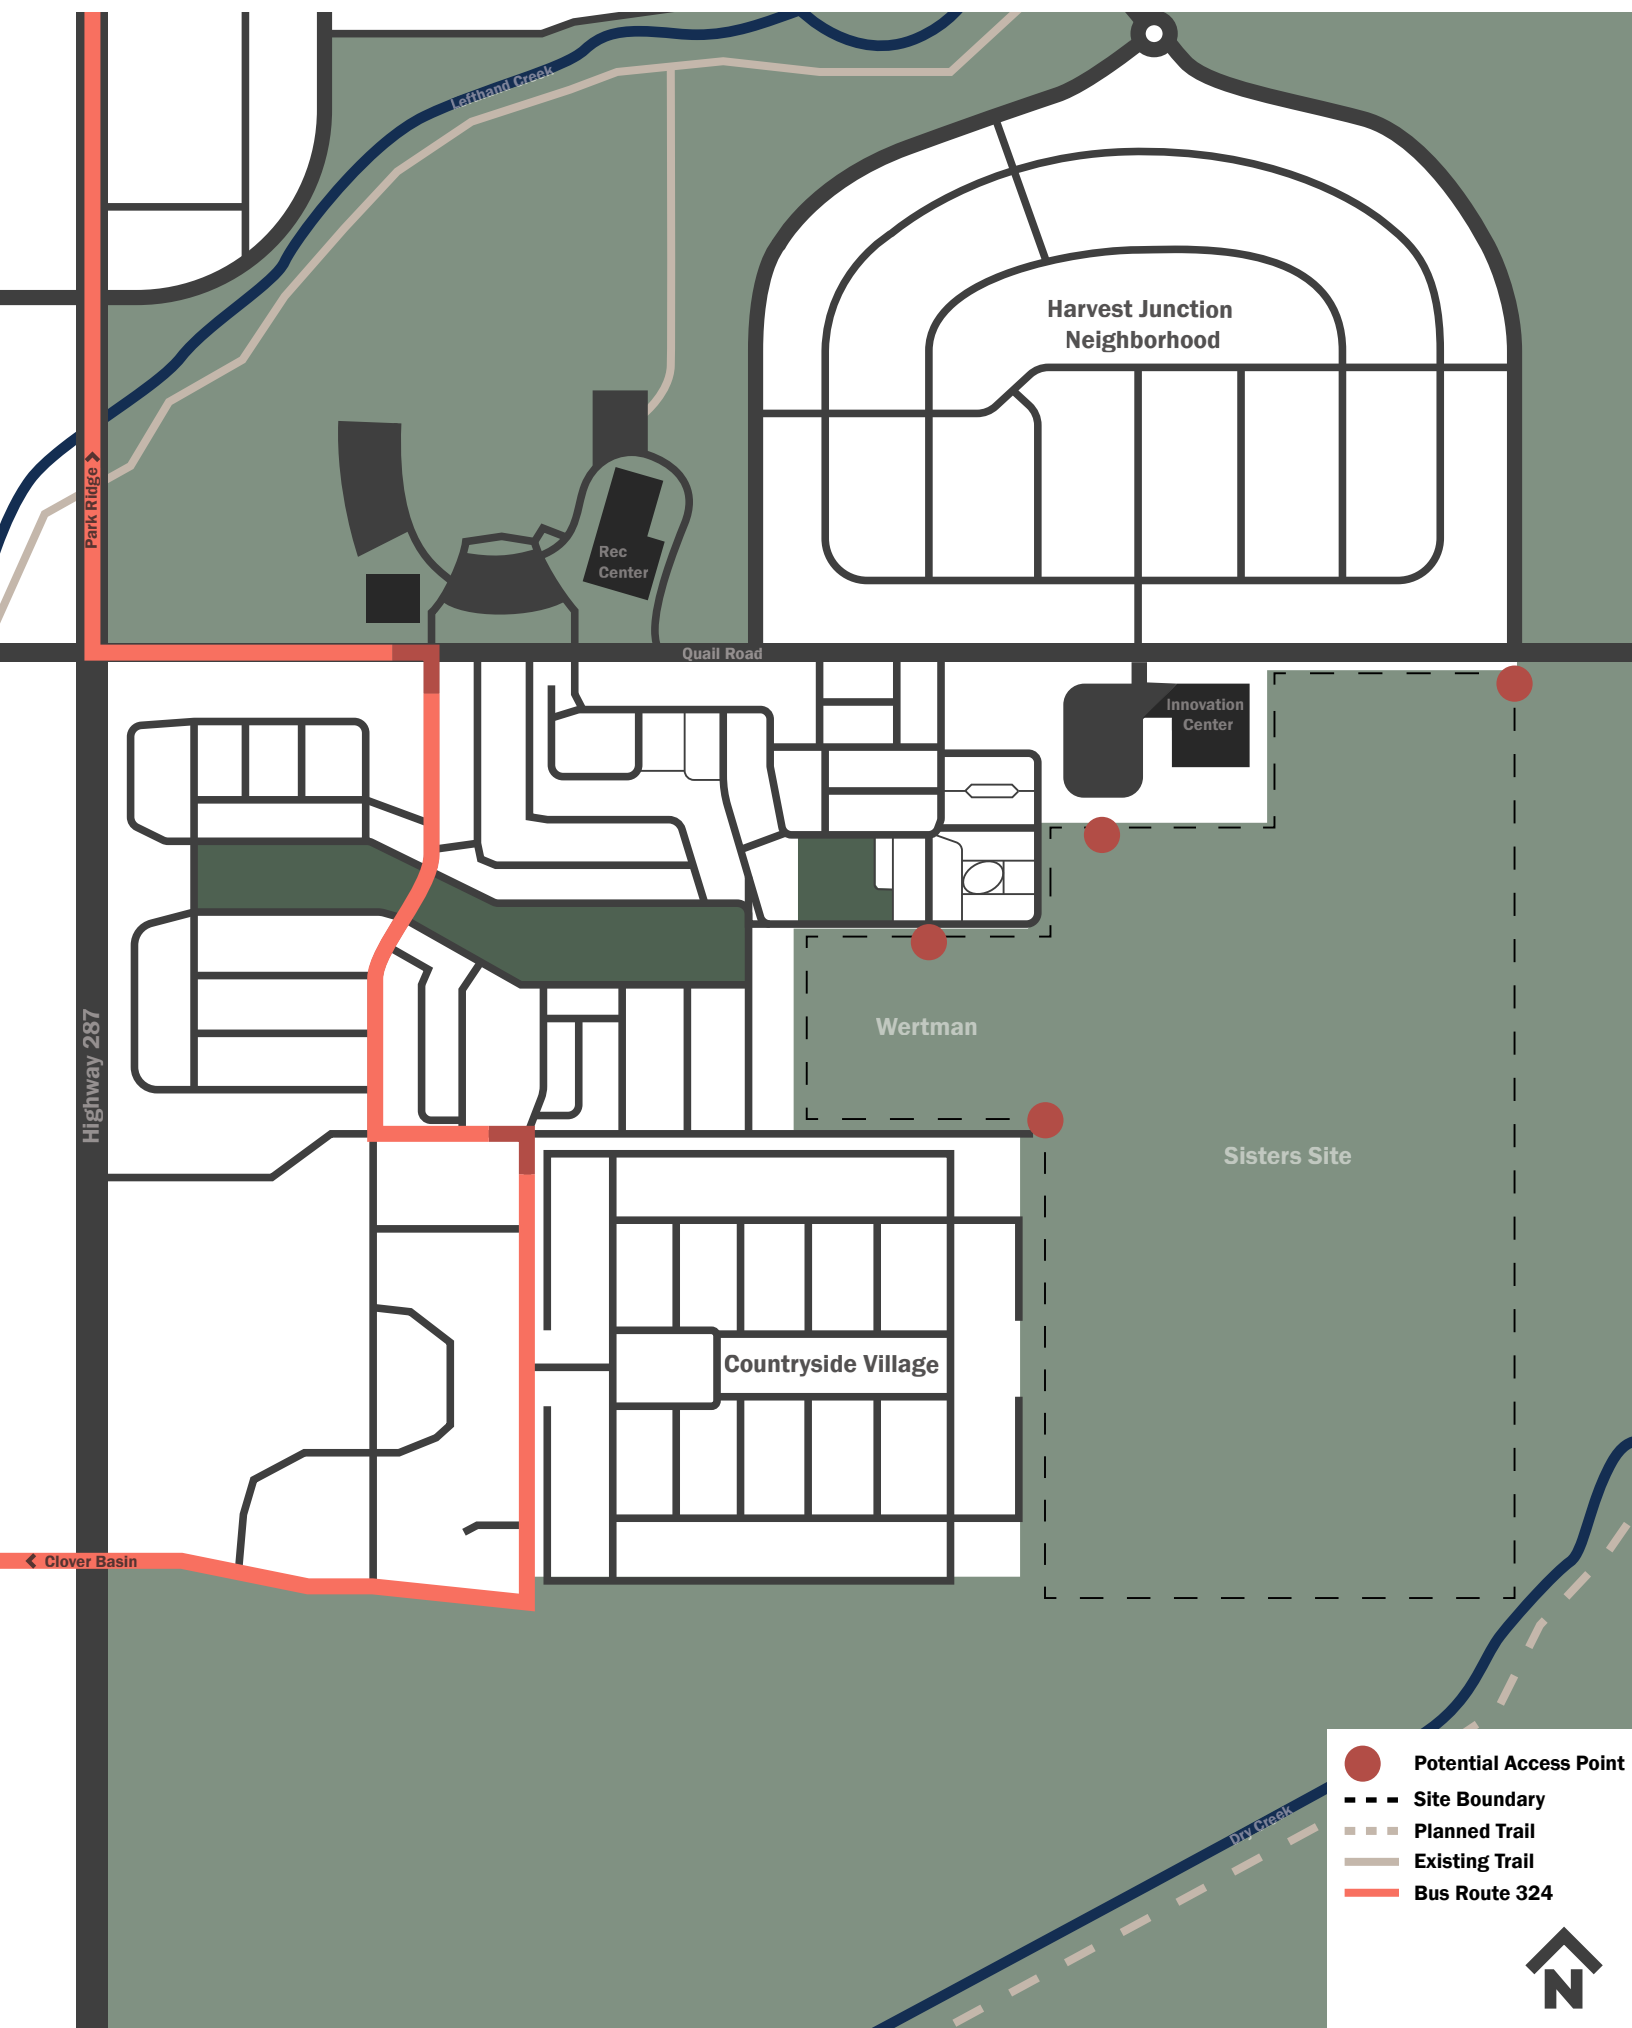 Lefthand Creek
Harvest Junction
Neighborhood
Park Ridge
Rec
Center
Quail Road
Innovation
Center
Highway 287
Wertman
Sisters Site
Countryside Village
Clover Basin
Dry Creek
Potential Access Point
Site Boundary
Planned Trail
Existing Trail
Bus Route 324
N